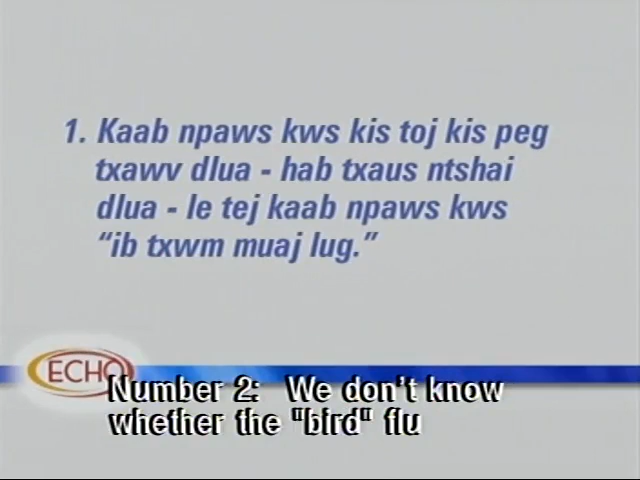 1. Kaab npaws kws kis toj kis peg
txawv dlua - hab txaus ntshai
dlua - le tej kaab npaws kws
“ib txwm muaj lug.”
ECHO
Number 2: We don't know
whether the "bird" flu